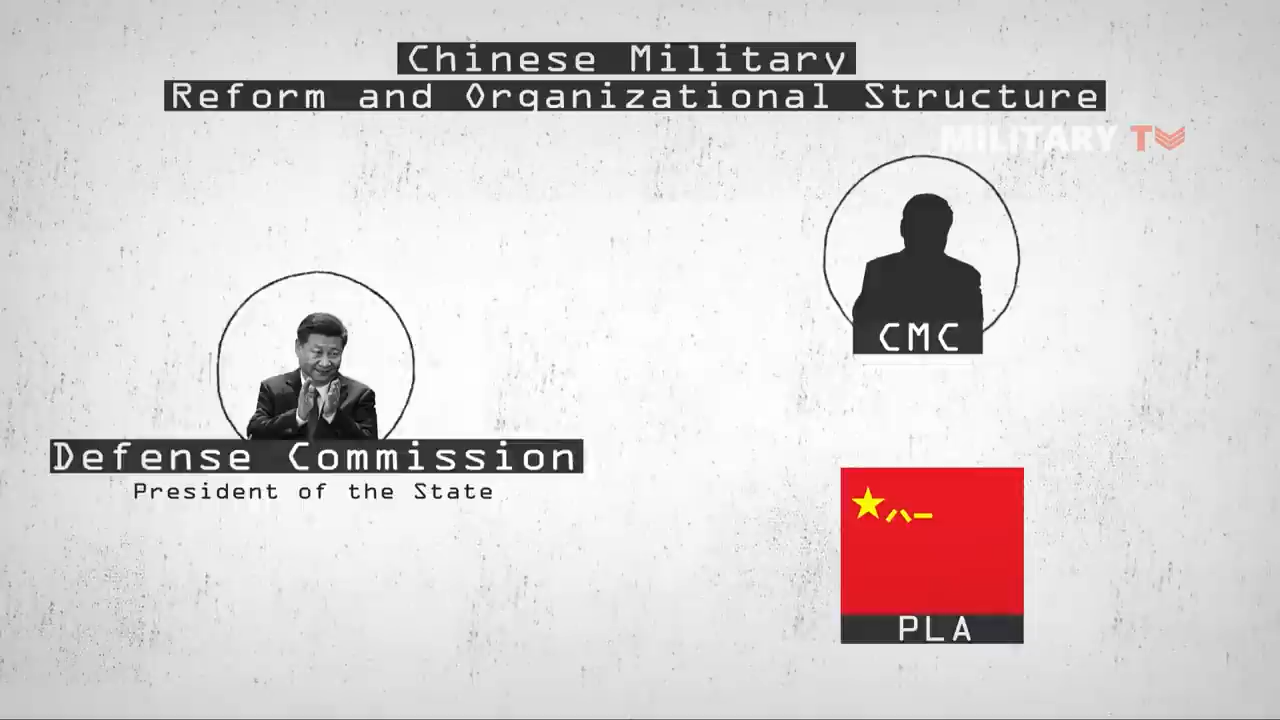 Chinese Military
Reform and Organizational Structure
MILITARY TV
CMC
Defense Commission
President of the State
八一
PLA